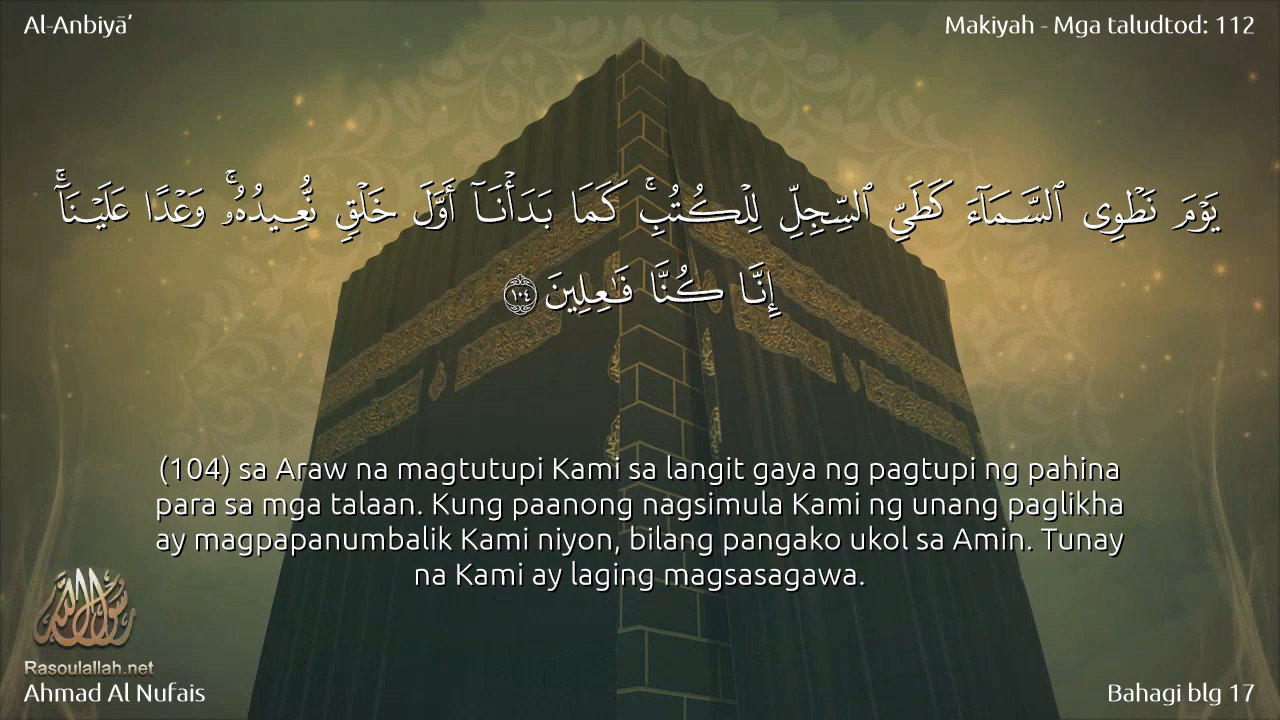 Al-Anbiyā’
Makiyah - Mga taludtod: 112
يَوْمَ نَطْوِى ٱلسَّمَآءَ كَطَىِّ ٱلسِّجِلِّ لِلْكُتُبِ ۚ كَمَا بَدَأْنَآ أَوَّلَ خَلْقٍ نُّعِيدُهُۥ ۚ وَعْدًا عَلَيْنَآ ۚ
إِنَّا كُنَّا فَٰعِلِينَ ١٠٤
(104) sa Araw na magtutupi Kami sa langit gaya ng pagtupi ng pahina
para sa mga talaan. Kung paanong nagsimula Kami ng unang paglikha
ay magpapanumbalik Kami niyon, bilang pangako ukol sa Amin. Tunay
na Kami ay laging magsasagawa.
رسول الله
Rasoulallah.net
Ahmad Al Nufais
Bahagi blg 17